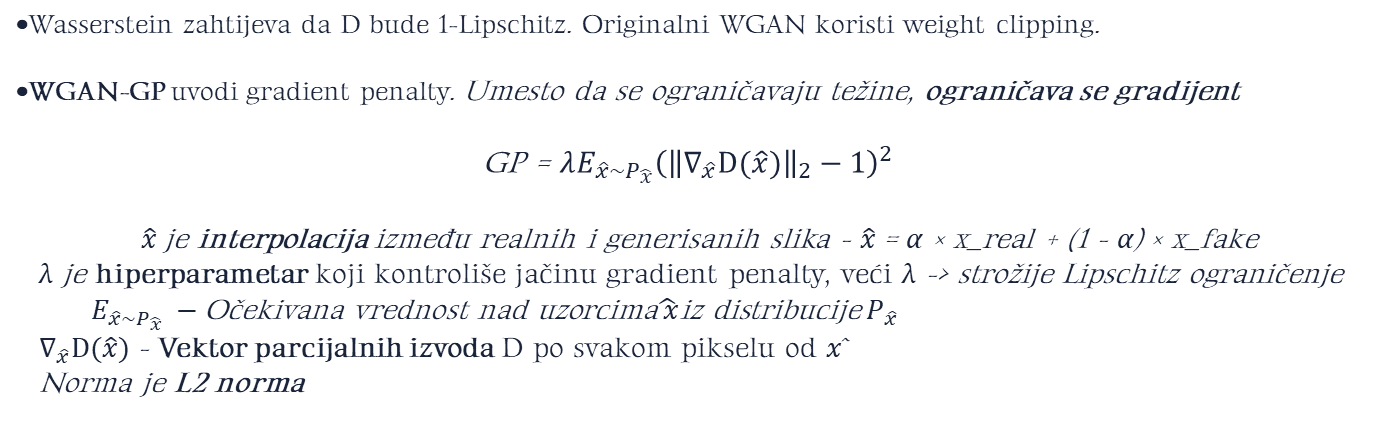 •Wasserstein zahtijeva da D bude 1-Lipschitz. Originalni WGAN koristi weight clipping.
•WGAN-GP uvodi gradient penalty. Umesto da se ograničavaju težine, ograničava se gradijent
GP = λE_{x̂~P_x̂}(‖∇_x̂D(x̂)‖₂ − 1)²
x̂ je interpolacija između realnih i generisanih slika - x̂ = α × x_real + (1 - α) × x_fake
λ je hiperparametar koji kontroliše jačinu gradient penalty, veći λ -> strožije Lipschitz ograničenje
E_{x̂~P_x̂} − Očekivana vrednost nad uzorcima x̂ iz distribucije P_x̂
∇_x̂D(x̂) - Vektor parcijalnih izvoda D po svakom pikselu od xˆ
Norma je L2 norma